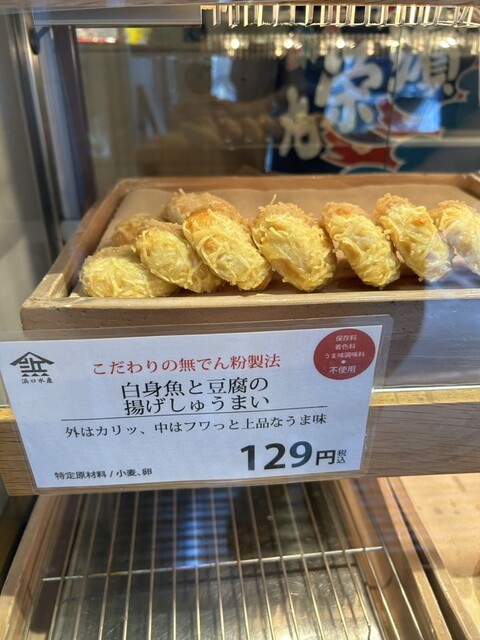 浜口水産
こだわりの無でん粉製法
保存料
着色料
うま味調味料
不使用
白身魚と豆腐の
揚げしゅうまい
外はカリッ、中はフワっと上品なうま味
129円税込
特定原材料/小麦、卵